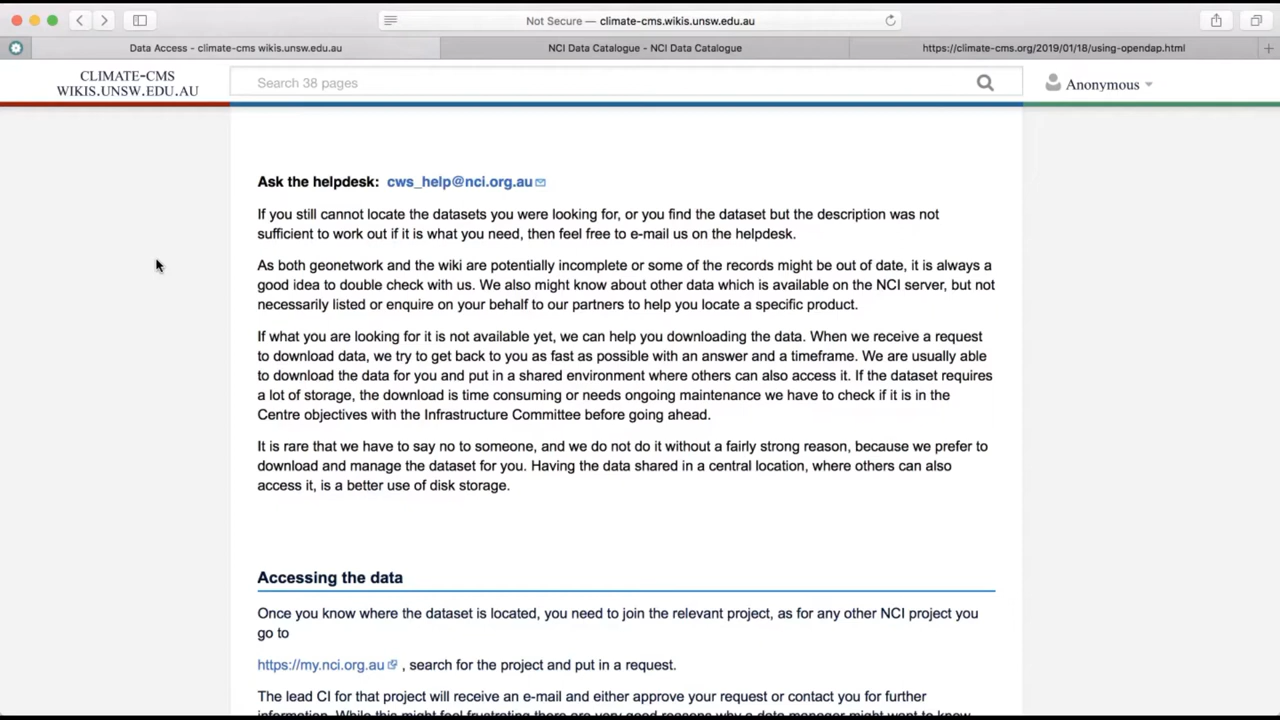 Not Secure — climate-cms.wikis.unsw.edu.au
Data Access - climate-cms wikis.unsw.edu.au
NCI Data Catalogue - NCI Data Catalogue
https://climate-cms.org/2019/01/18/using-opendap.html
CLIMATE-CMS
WIKIS.UNSW.EDU.AU
Search 38 pages
Anonymous
Ask the helpdesk: cws_help@nci.org.au
If you still cannot locate the datasets you were looking for, or you find the dataset but the description was not
sufficient to work out if it is what you need, then feel free to e-mail us on the helpdesk.
As both geonetwork and the wiki are potentially incomplete or some of the records might be out of date, it is always a
good idea to double check with us. We also might know about other data which is available on the NCI server, but not
necessarily listed or enquire on your behalf to our partners to help you locate a specific product.
If what you are looking for it is not available yet, we can help you downloading the data. When we receive a request
to download data, we try to get back to you as fast as possible with an answer and a timeframe. We are usually able
to download the data for you and put in a shared environment where others can also access it. If the dataset requires
a lot of storage, the download is time consuming or needs ongoing maintenance we have to check if it is in the
Centre objectives with the Infrastructure Committee before going ahead.
It is rare that we have to say no to someone, and we do not do it without a fairly strong reason, because we prefer to
download and manage the dataset for you. Having the data shared in a central location, where others can also
access it, is a better use of disk storage.
Accessing the data
Once you know where the dataset is located, you need to join the relevant project, as for any other NCI project you
go to
https://my.nci.org.au , search for the project and put in a request.
The lead CI for that project will receive an e-mail and either approve your request or contact you for further
information. While this might feel frustrating there are very good reasons why a data manager might want to know